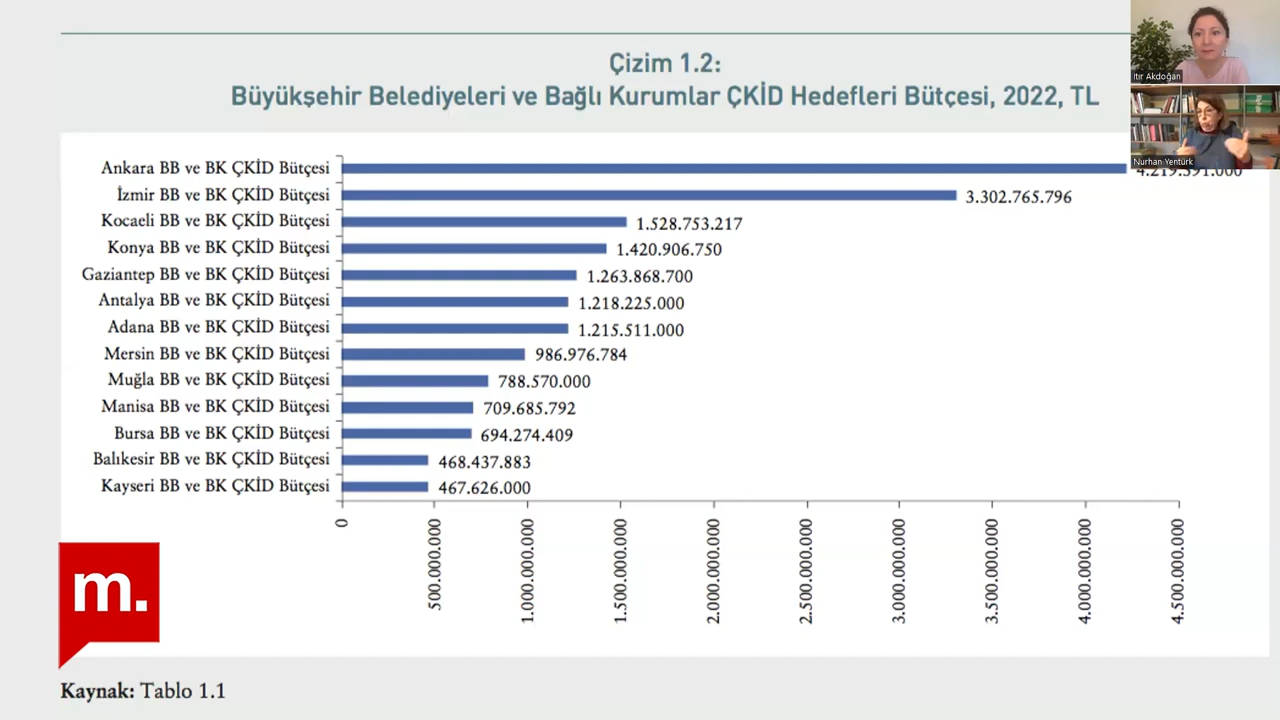 Çizim 1.2:
Büyükşehir Belediyeleri ve Bağlı Kurumlar ÇKİD Hedefleri Bütçesi, 2022, TL
Itır Akdoğan
Nurhan Yentürk
Ankara BB ve BK ÇKİD Bütçesi
İzmir BB ve BK ÇKİD Bütçesi 3.302.765.796
Kocaeli BB ve BK ÇKİD Bütçesi 1.528.753.217
Konya BB ve BK ÇKİD Bütçesi 1.420.906.750
Gaziantep BB ve BK ÇKİD Bütçesi 1.263.868.700
Antalya BB ve BK ÇKİD Bütçesi 1.218.225.000
Adana BB ve BK ÇKİD Bütçesi 1.215.511.000
Mersin BB ve BK ÇKİD Bütçesi 986.976.784
Muğla BB ve BK ÇKİD Bütçesi 788.570.000
Manisa BB ve BK ÇKİD Bütçesi 709.685.792
Bursa BB ve BK ÇKİD Bütçesi 694.274.409
Balıkesir BB ve BK ÇKİD Bütçesi 468.437.883
Kayseri BB ve BK ÇKİD Bütçesi 467.626.000
0
500.000.000
1.000.000.000
1.500.000.000
2.000.000.000
2.500.000.000
3.000.000.000
3.500.000.000
4.000.000.000
4.500.000.000
m.
Kaynak: Tablo 1.1